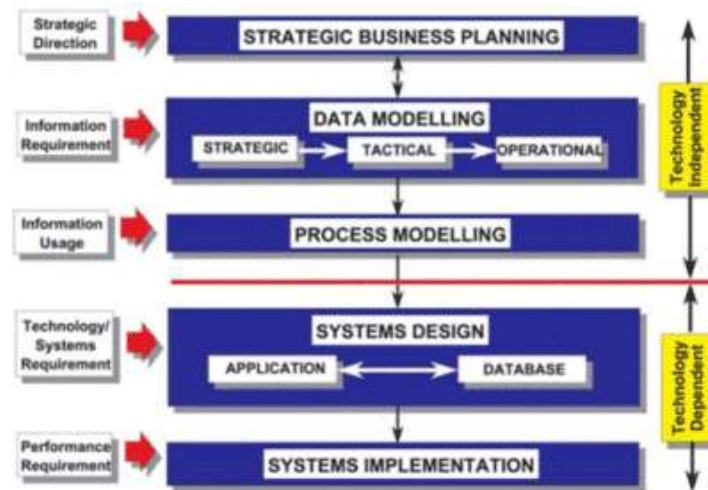 Strategic
Direction
STRATEGIC BUSINESS PLANNING
Information
Requirement
DATA MODELLING
STRATEGIC
TACTICAL
OPERATIONAL
Technology
Independent
Information
Usage
PROCESS MODELLING
Technology/
Systems
Requirement
SYSTEMS DESIGN
APPLICATION
DATABASE
Technology
Dependent
Performance
Requirement
SYSTEMS IMPLEMENTATION